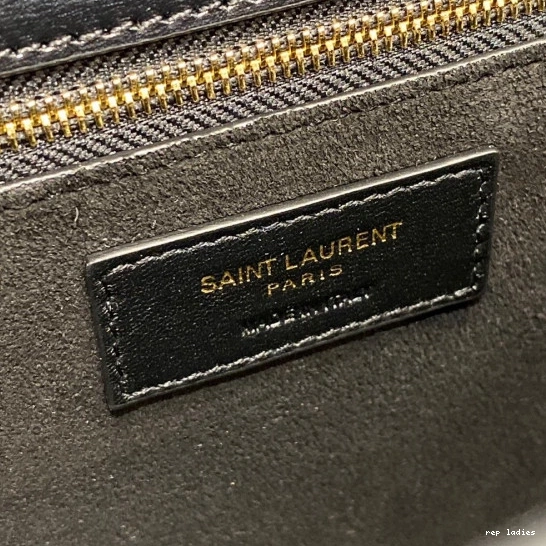 SAINT LAURENT
PARIS
MADE IN ITALY
rep ladies